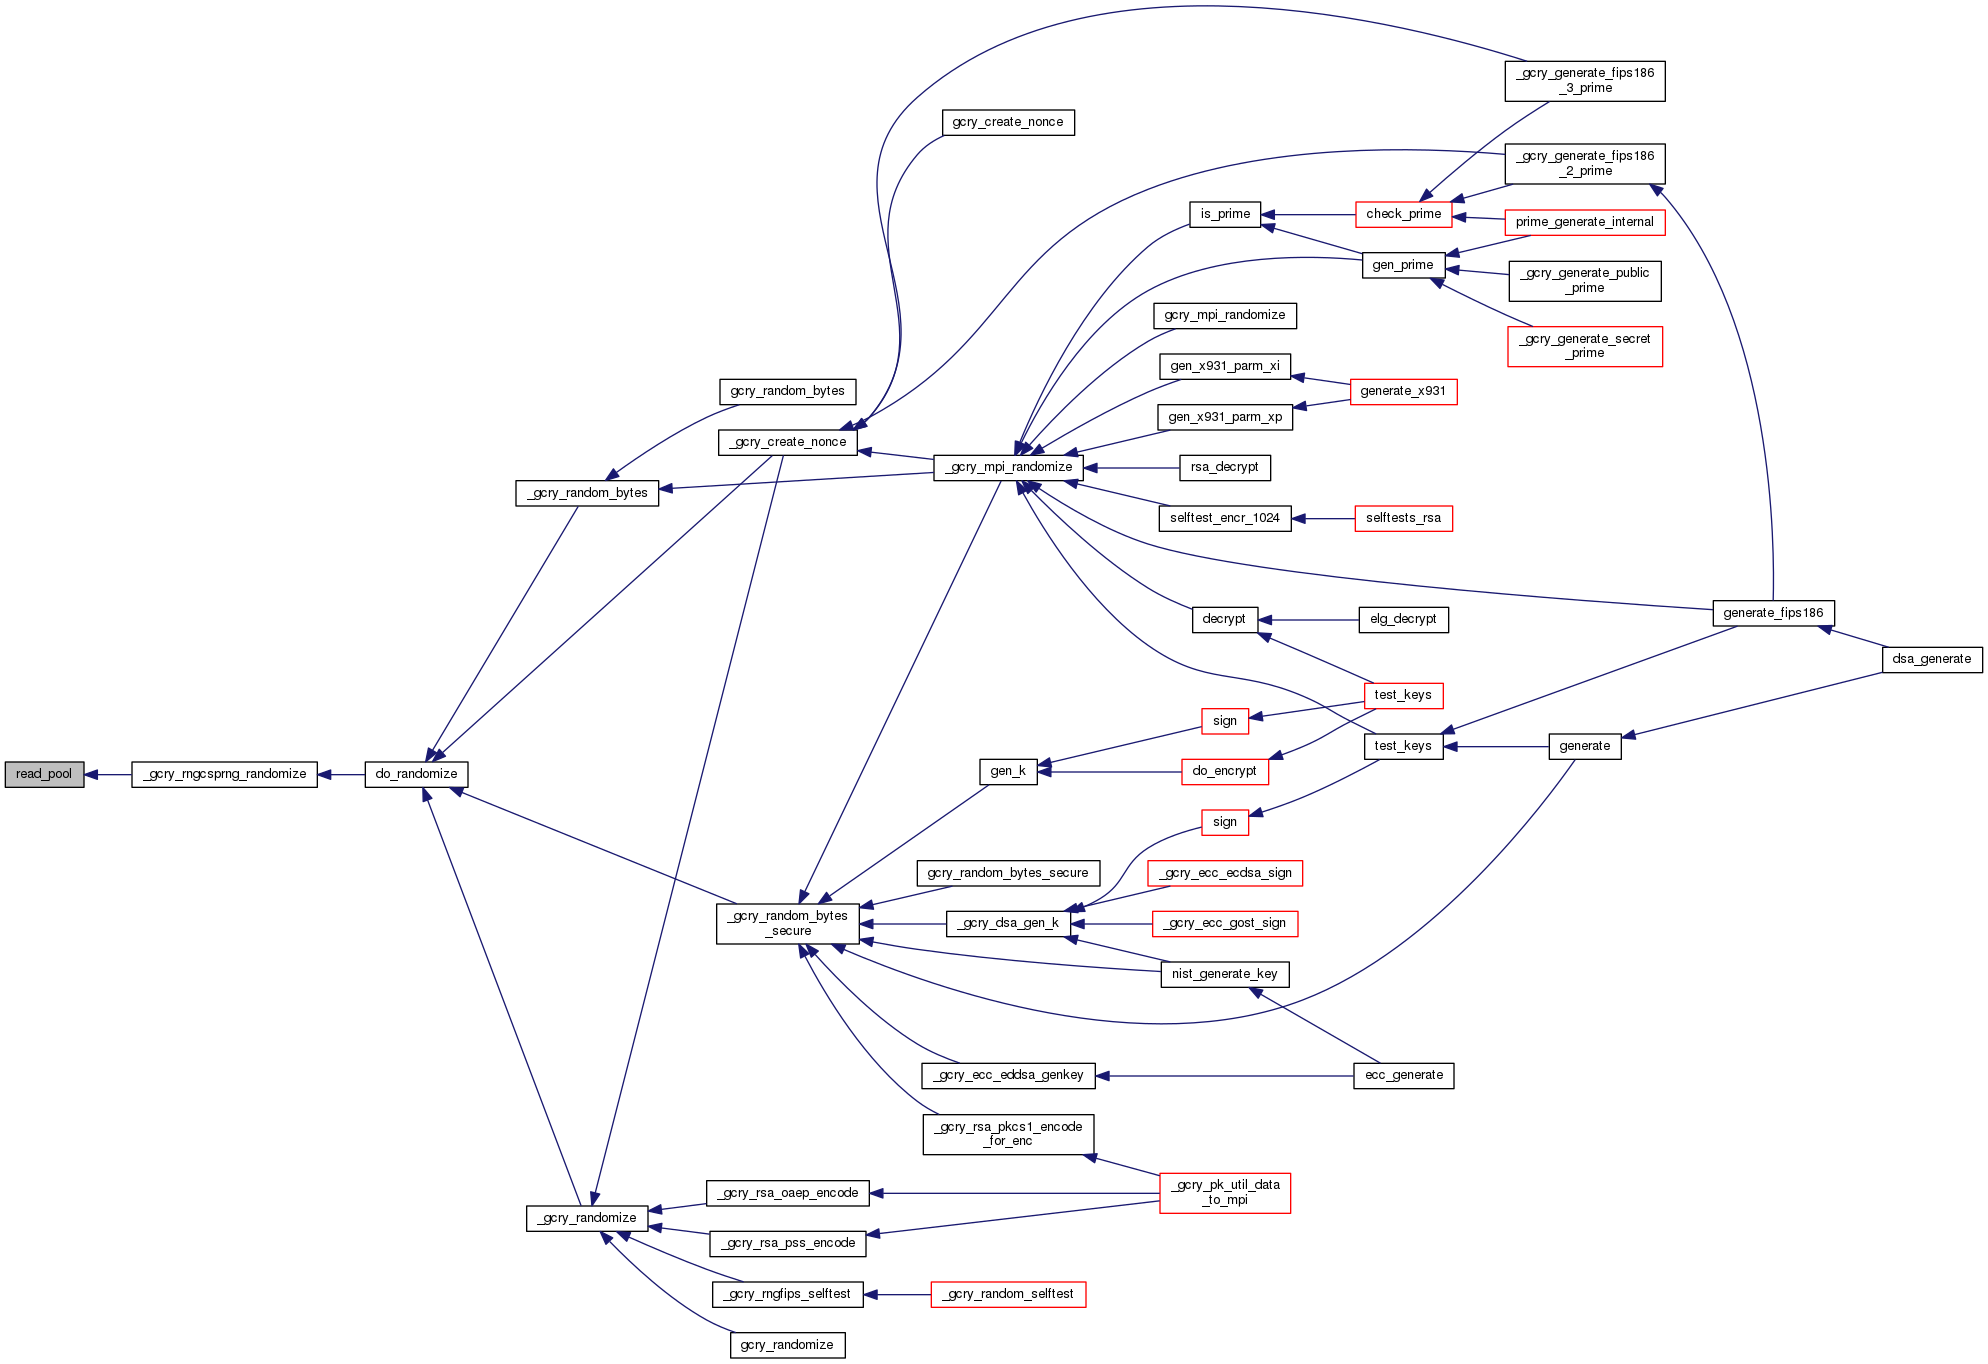 _gcry_generate_fips186
_3_prime
gcry_create_nonce
_gcry_generate_fips186
_2_prime
is_prime
check_prime
prime_generate_internal
gen_prime
_gcry_generate_public
_prime
gcry_mpi_randomize
_gcry_generate_secret
_prime
gen_x931_parm_xi
gcry_random_bytes
generate_x931
gen_x931_parm_xp
_gcry_create_nonce
_gcry_mpi_randomize
rsa_decrypt
_gcry_random_bytes
selftest_encr_1024
selftests_rsa
generate_fips186
decrypt
elg_decrypt
dsa_generate
test_keys
sign
test_keys
generate
read_pool
_gcry_rngcsprng_randomize
do_randomize
gen_k
do_encrypt
sign
gcry_random_bytes_secure
_gcry_ecc_ecdsa_sign
_gcry_random_bytes
_secure
_gcry_dsa_gen_k
_gcry_ecc_gost_sign
nist_generate_key
_gcry_ecc_eddsa_genkey
ecc_generate
_gcry_rsa_pkcs1_encode
_for_enc
_gcry_rsa_oaep_encode
_gcry_pk_util_data
_to_mpi
_gcry_randomize
_gcry_rsa_pss_encode
_gcry_rngfips_selftest
_gcry_random_selftest
gcry_randomize